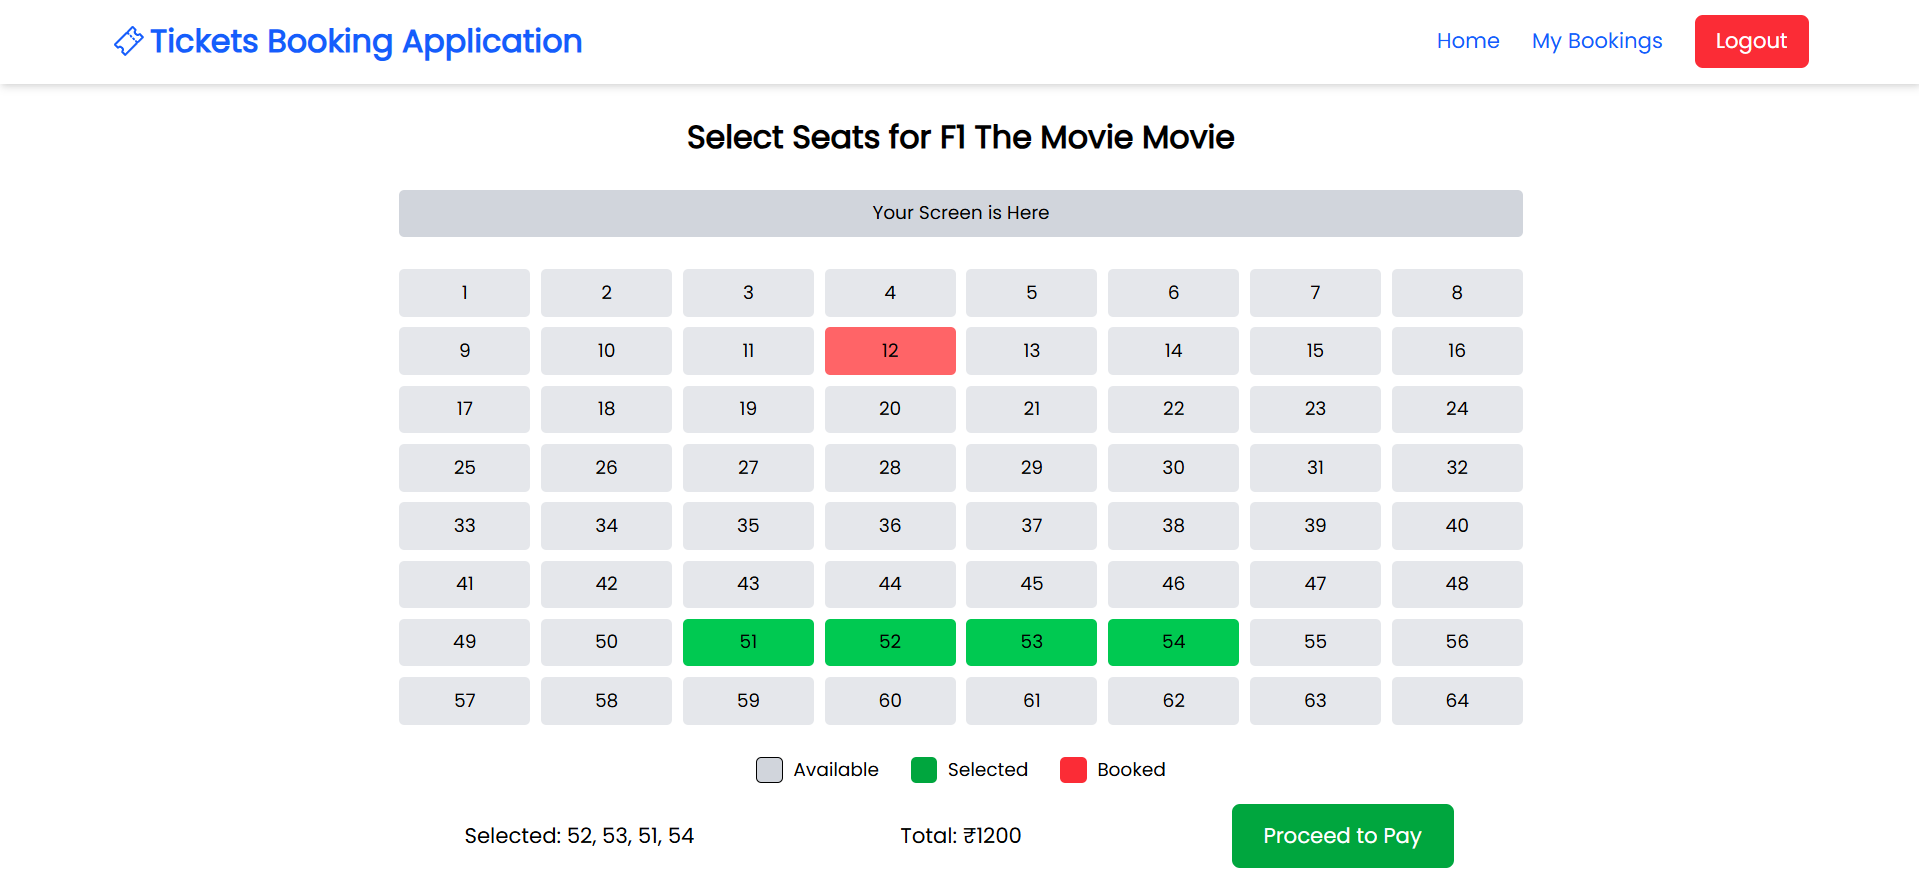 Tickets Booking Application Home My Bookings Logout
Select Seats for F1 The Movie Movie
Your Screen is Here
1 2 3 4 5 6 7 8
9 10 11 12 13 14 15 16
17 18 19 20 21 22 23 24
25 26 27 28 29 30 31 32
33 34 35 36 37 38 39 40
41 42 43 44 45 46 47 48
49 50 51 52 53 54 55 56
57 58 59 60 61 62 63 64
Available Selected Booked
Selected: 52, 53, 51, 54 Total: ₹1200 Proceed to Pay